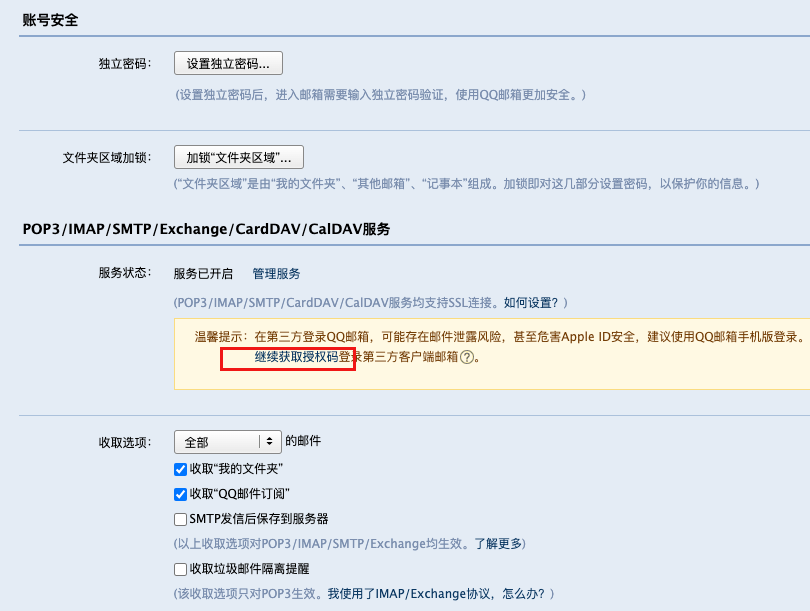 账号安全
独立密码： 设置独立密码...
(设置独立密码后，进入邮箱需要输入独立密码验证，使用QQ邮箱更加安全。)
文件夹区域加锁： 加锁“文件夹区域”...
(“文件夹区域”是由“我的文件夹”、“其他邮箱”、“记事本”组成。加锁即对这几部分设置密码，以保护你的信息。)
POP3/IMAP/SMTP/Exchange/CardDAV/CalDAV服务
服务状态： 服务已开启 管理服务
(POP3/IMAP/SMTP/CardDAV/CalDAV服务均支持SSL连接。如何设置？)
温馨提示：在第三方登录QQ邮箱，可能存在邮件泄露风险，甚至危害Apple ID安全，建议使用QQ邮箱手机版登录。
继续获取授权码登录第三方客户端邮箱?。
收取选项： 全部 的邮件
收取“我的文件夹”
收取“QQ邮件订阅”
SMTP发信后保存到服务器
(以上收取选项对POP3/IMAP/SMTP/Exchange均生效。了解更多)
收取垃圾邮件隔离提醒
(该收取选项只对POP3生效。我使用了IMAP/Exchange协议，怎么办？)